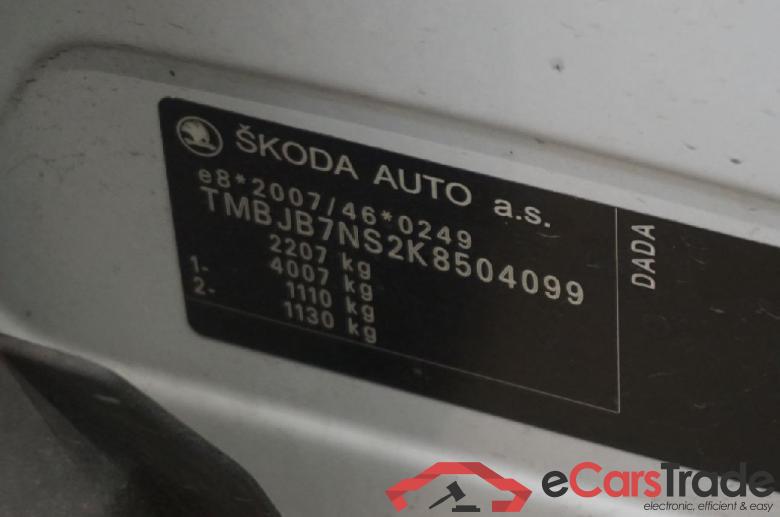 ŠKODA AUTO a.s.
e8*2007/46*0249
TMBJB7NS2K8504099
2207 kg
4007 kg
1- 1110 kg
2- 1130 kg
DADA
eCarsTrade
electronic, efficient & easy